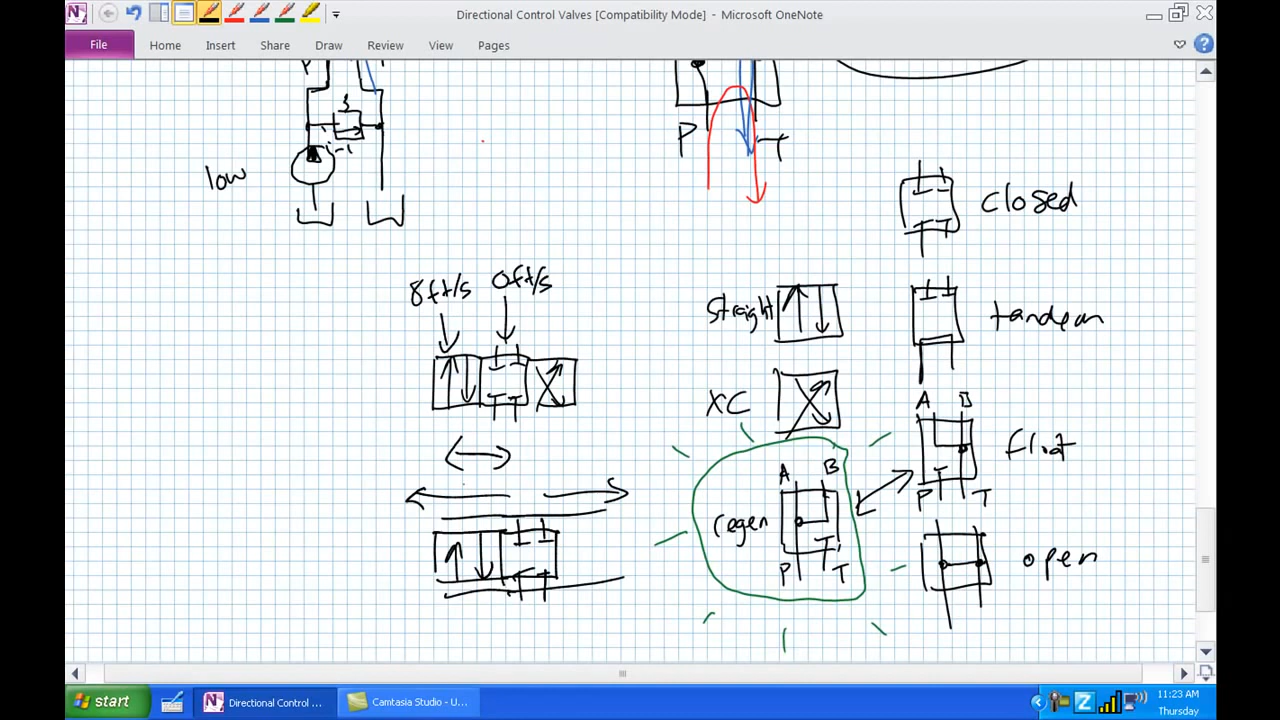 Directional Control Valves [Compatibility Mode] - Microsoft OneNote
File Home Insert Share Draw Review View Pages
P
low
P T
closed
8ft/s 0ft/s
straight
tandem
XC
A B
float
P T
A B
regen
P T
open
start
Directional Control ...
Camtasia Studio - U...
Z
11:23 AM
Thursday